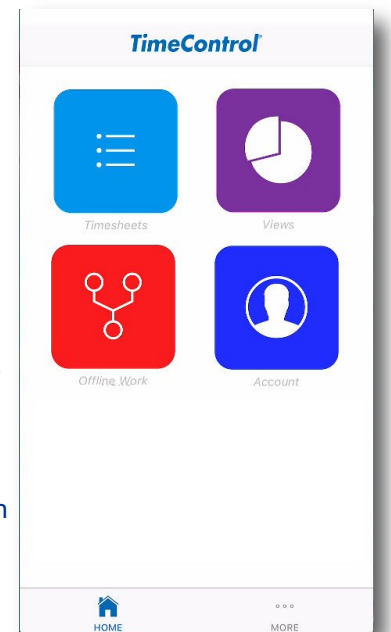 TimeControl
Timesheets
Views
Offline Work
Account
HOME
MORE